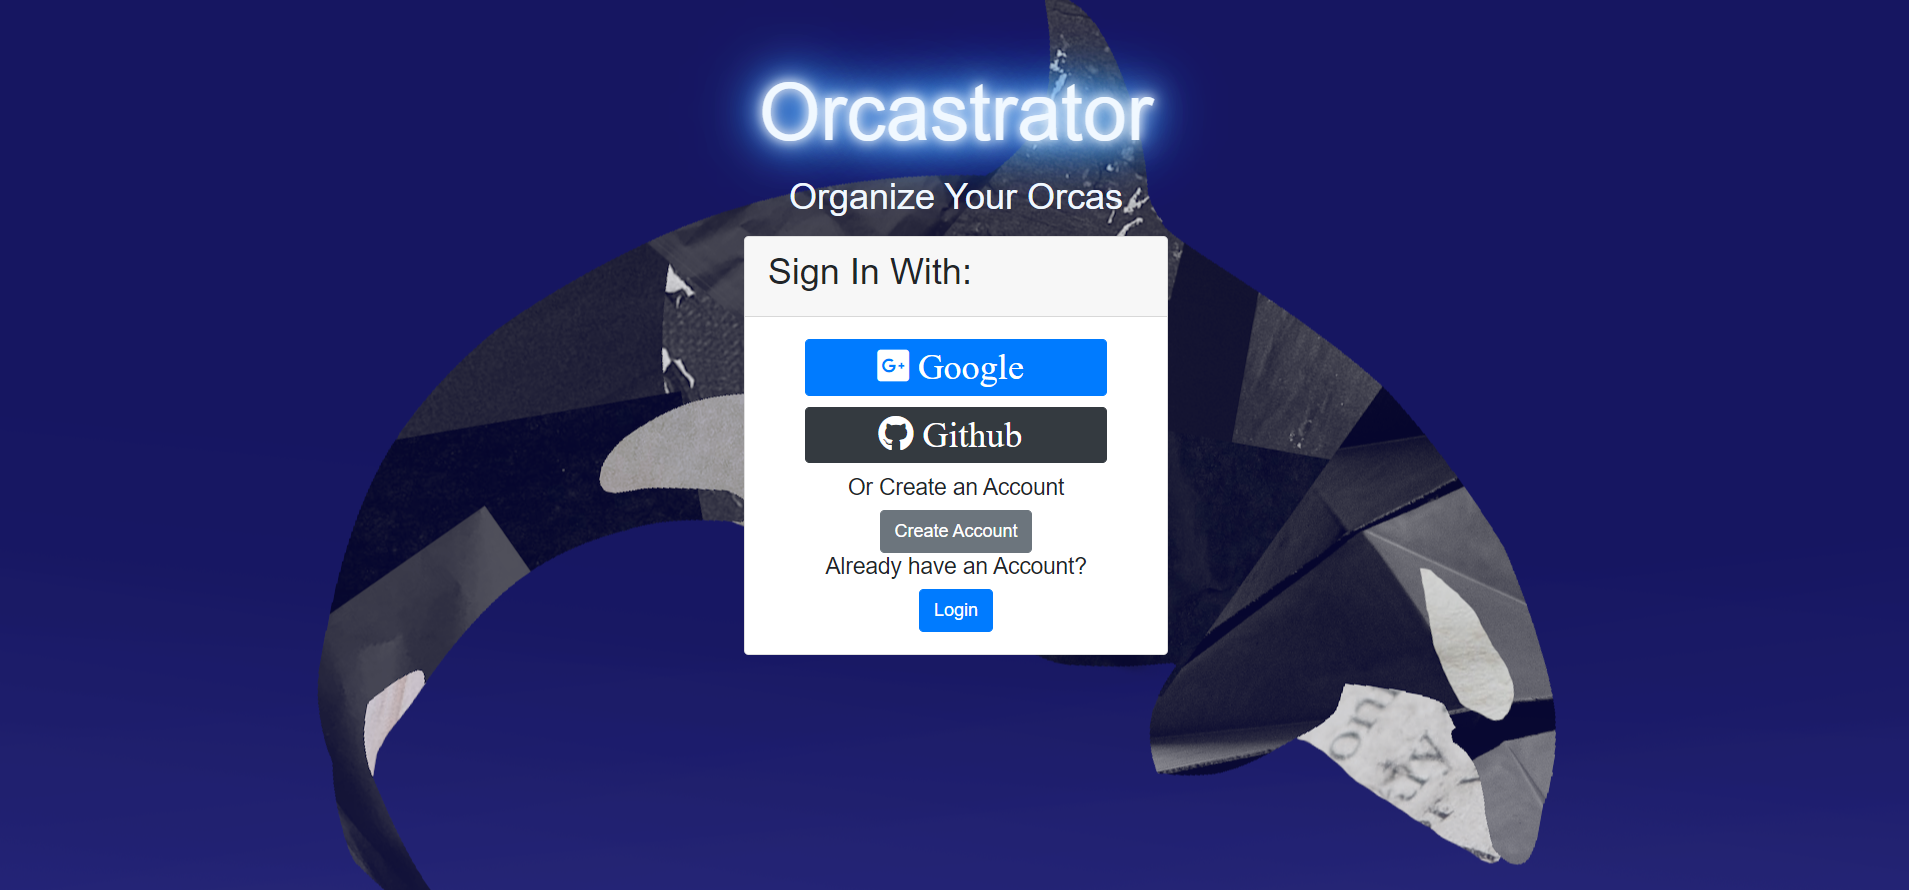 Orcastrator
Organize Your Orcas
Sign In With:
G+ Google
Github
Or Create an Account
Create Account
Already have an Account?
Login
on